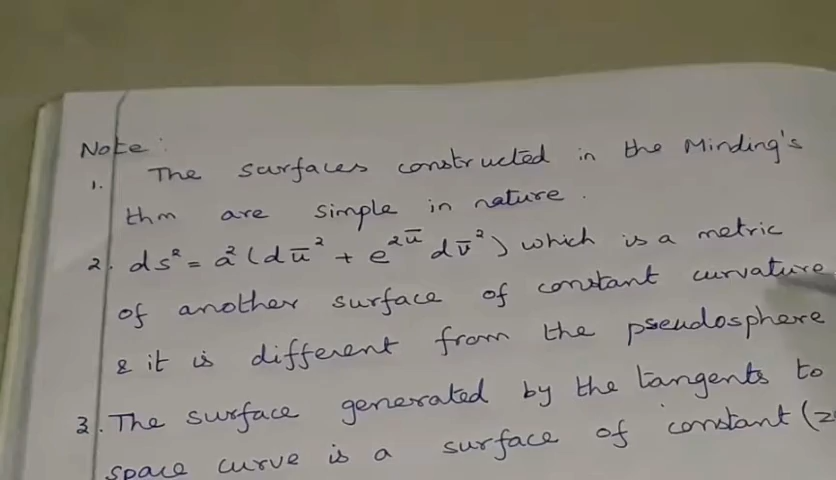 Note:
1. The surfaces constructed in the Minding's
thm are simple in nature.
2. ds² = a²(dū² + e^{2ū} dv̄²) which is a metric
of another surface of constant curvature
& it is different from the pseudosphere
3. The surface generated by the tangents to
space curve is a surface of constant